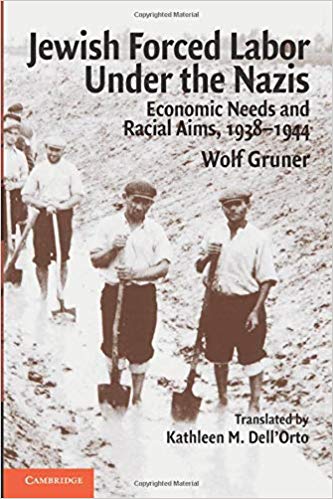 Jewish Forced Labor
Under the Nazis
Economic Needs and
Racial Aims, 1938–1944
Wolf Gruner
Translated by
Kathleen M. Dell'Orto
CAMBRIDGE